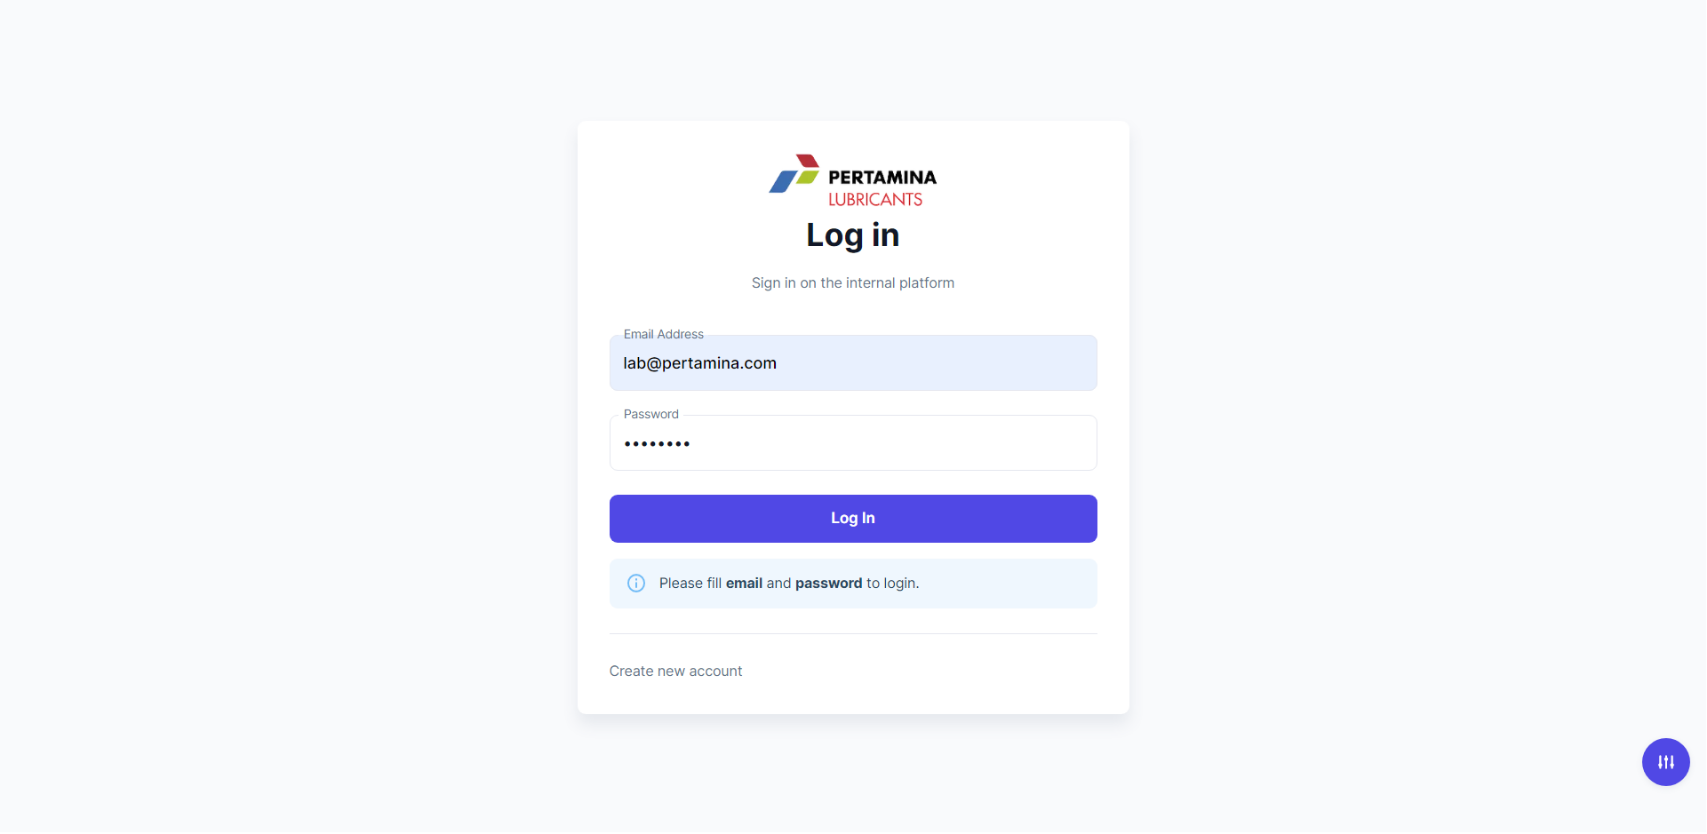 PERTAMINA
LUBRICANTS
Log in
Sign in on the internal platform
Email Address
lab@pertamina.com
Password
••••••••
Log In
Please fill email and password to login.
Create new account